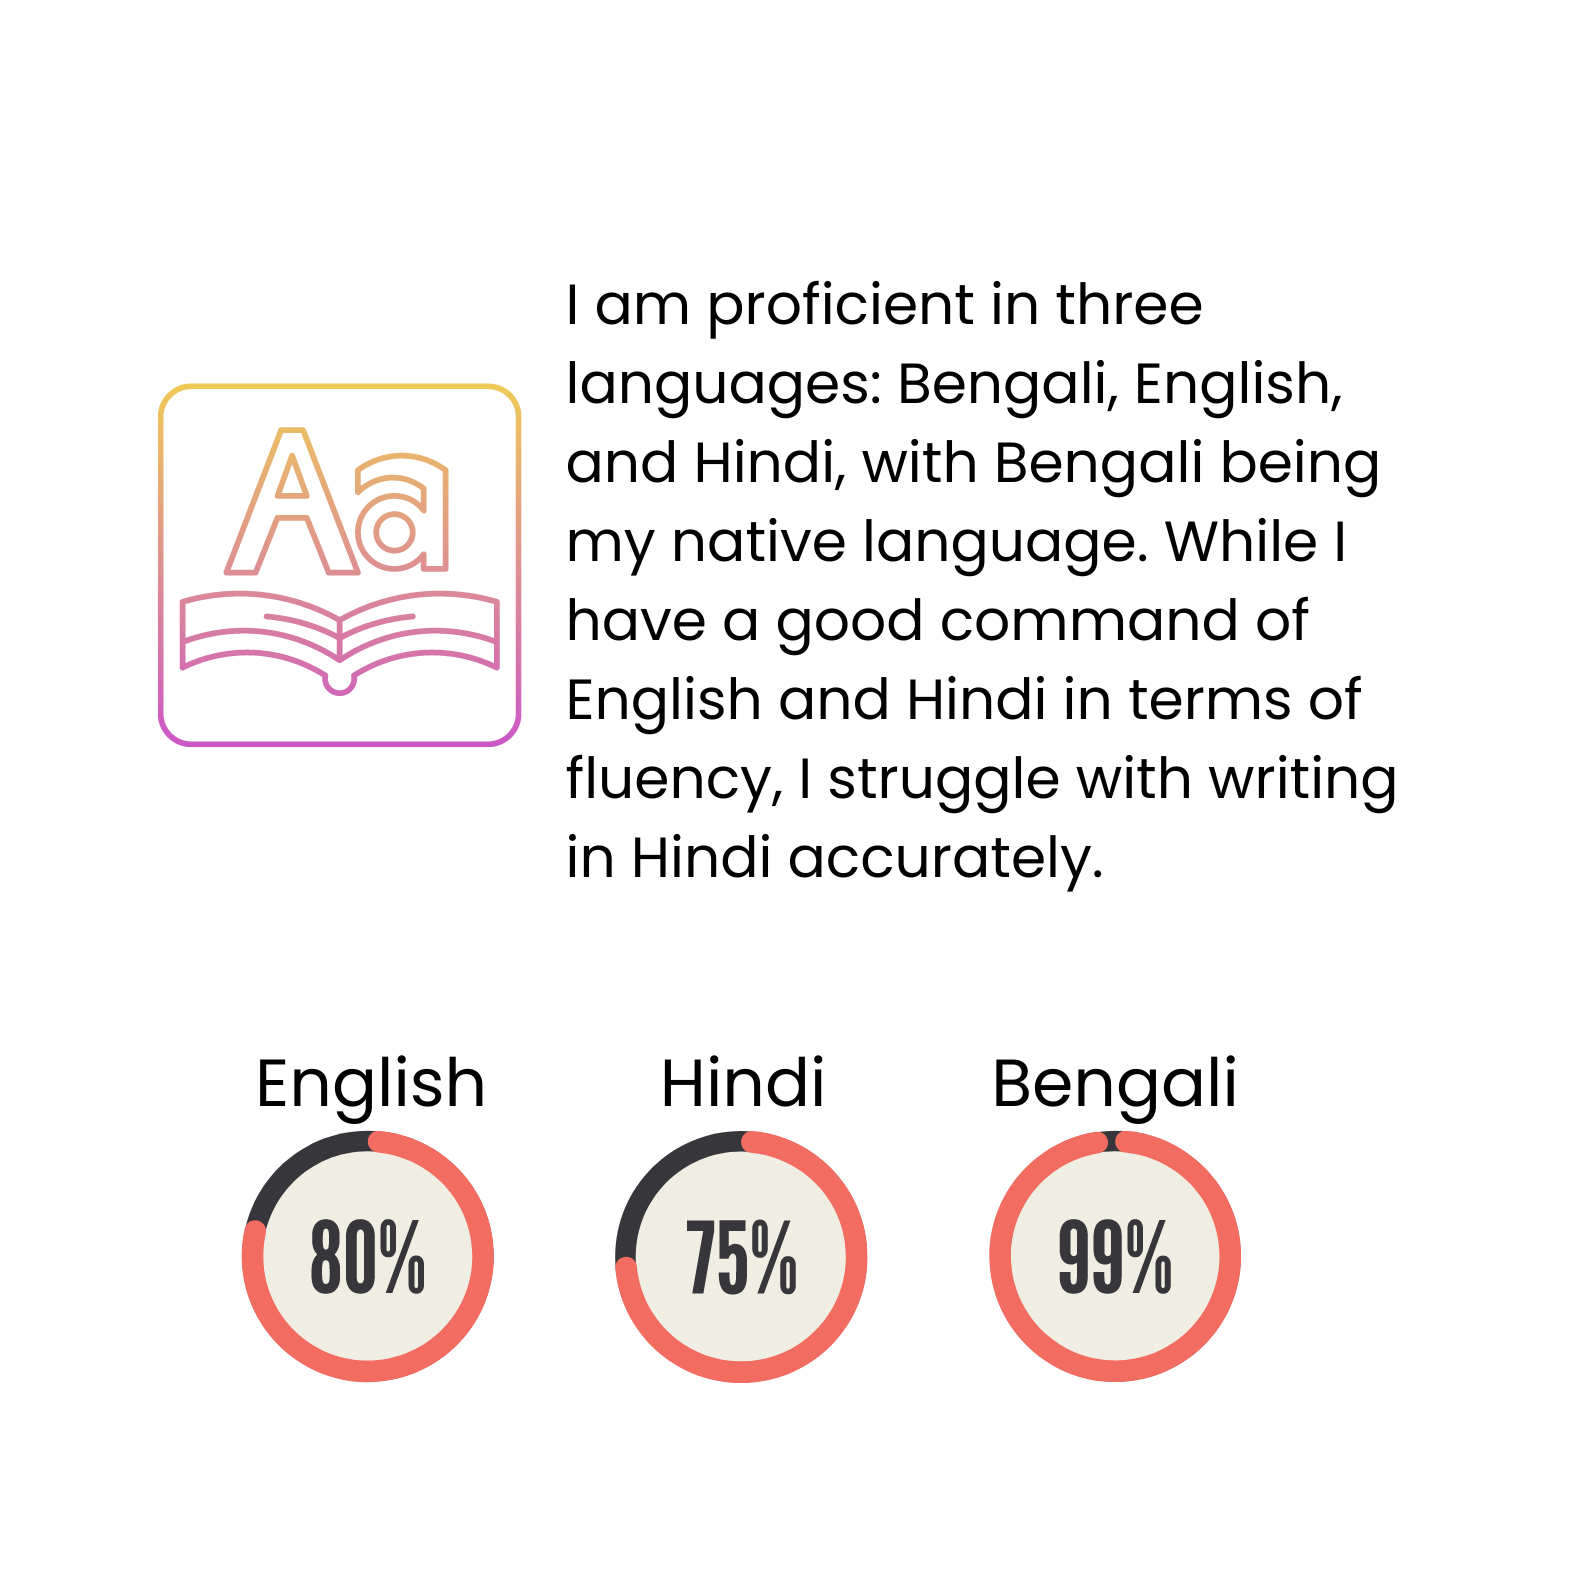 Aa
I am proficient in three
languages: Bengali, English,
and Hindi, with Bengali being
my native language. While I
have a good command of
English and Hindi in terms of
fluency, I struggle with writing
in Hindi accurately.
English
Hindi
Bengali
80%
75%
99%